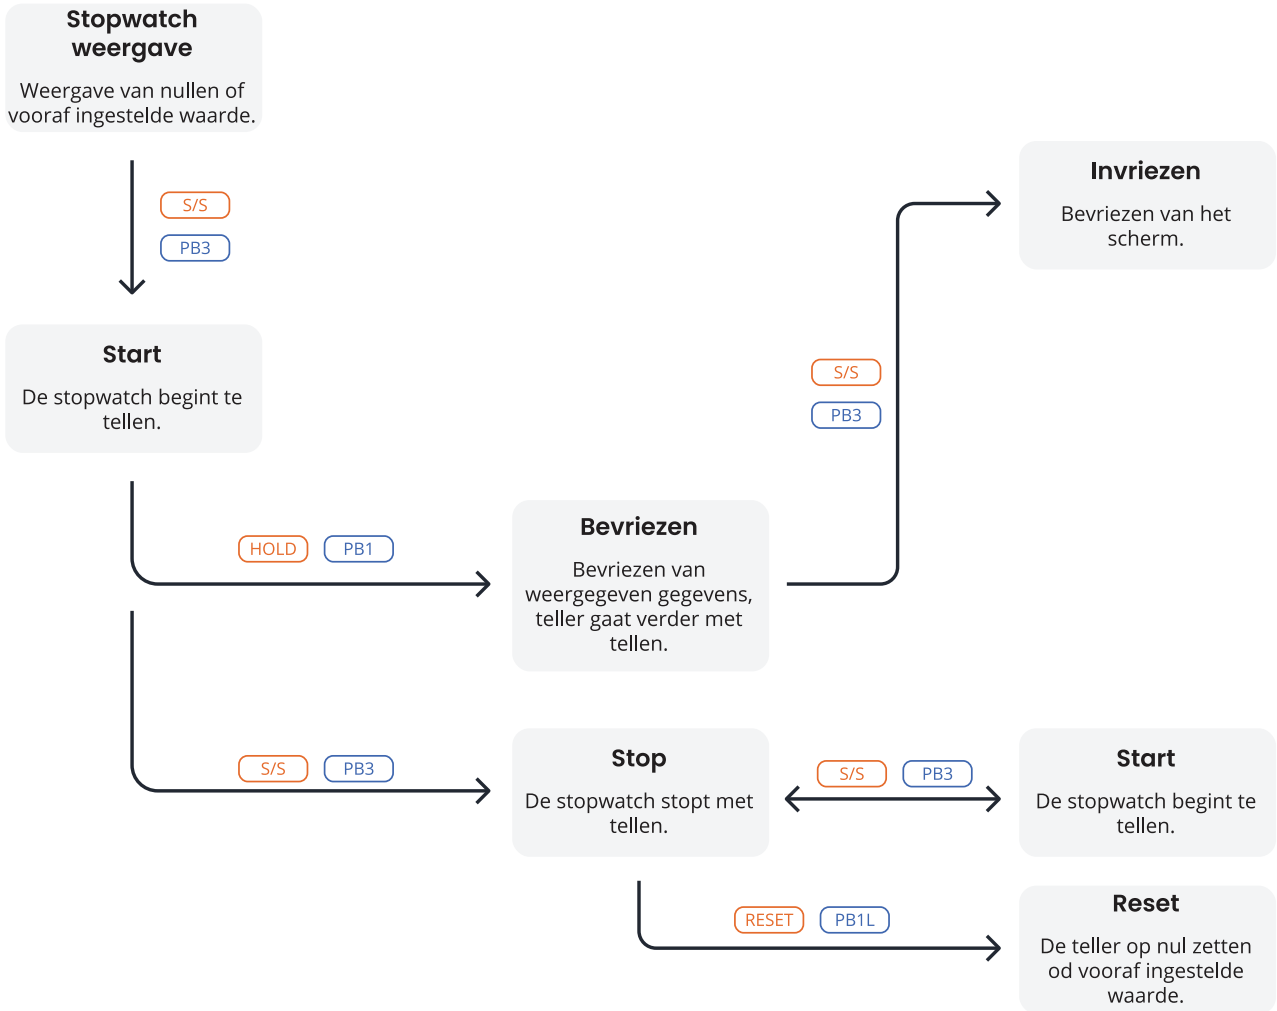 Stopwatch
weergave
Weergave van nullen of
vooraf ingestelde waarde.
S/S
PB3
Invriezen
Bevriezen van het
scherm.
Start
De stopwatch begint te
tellen.
S/S
PB3
HOLD PB1
Bevriezen
Bevriezen van
weergegeven gegevens,
teller gaat verder met
tellen.
S/S PB3
Stop
De stopwatch stopt met
tellen.
S/S PB3
Start
De stopwatch begint te
tellen.
RESET PB1L
Reset
De teller op nul zetten
od vooraf ingestelde
waarde.